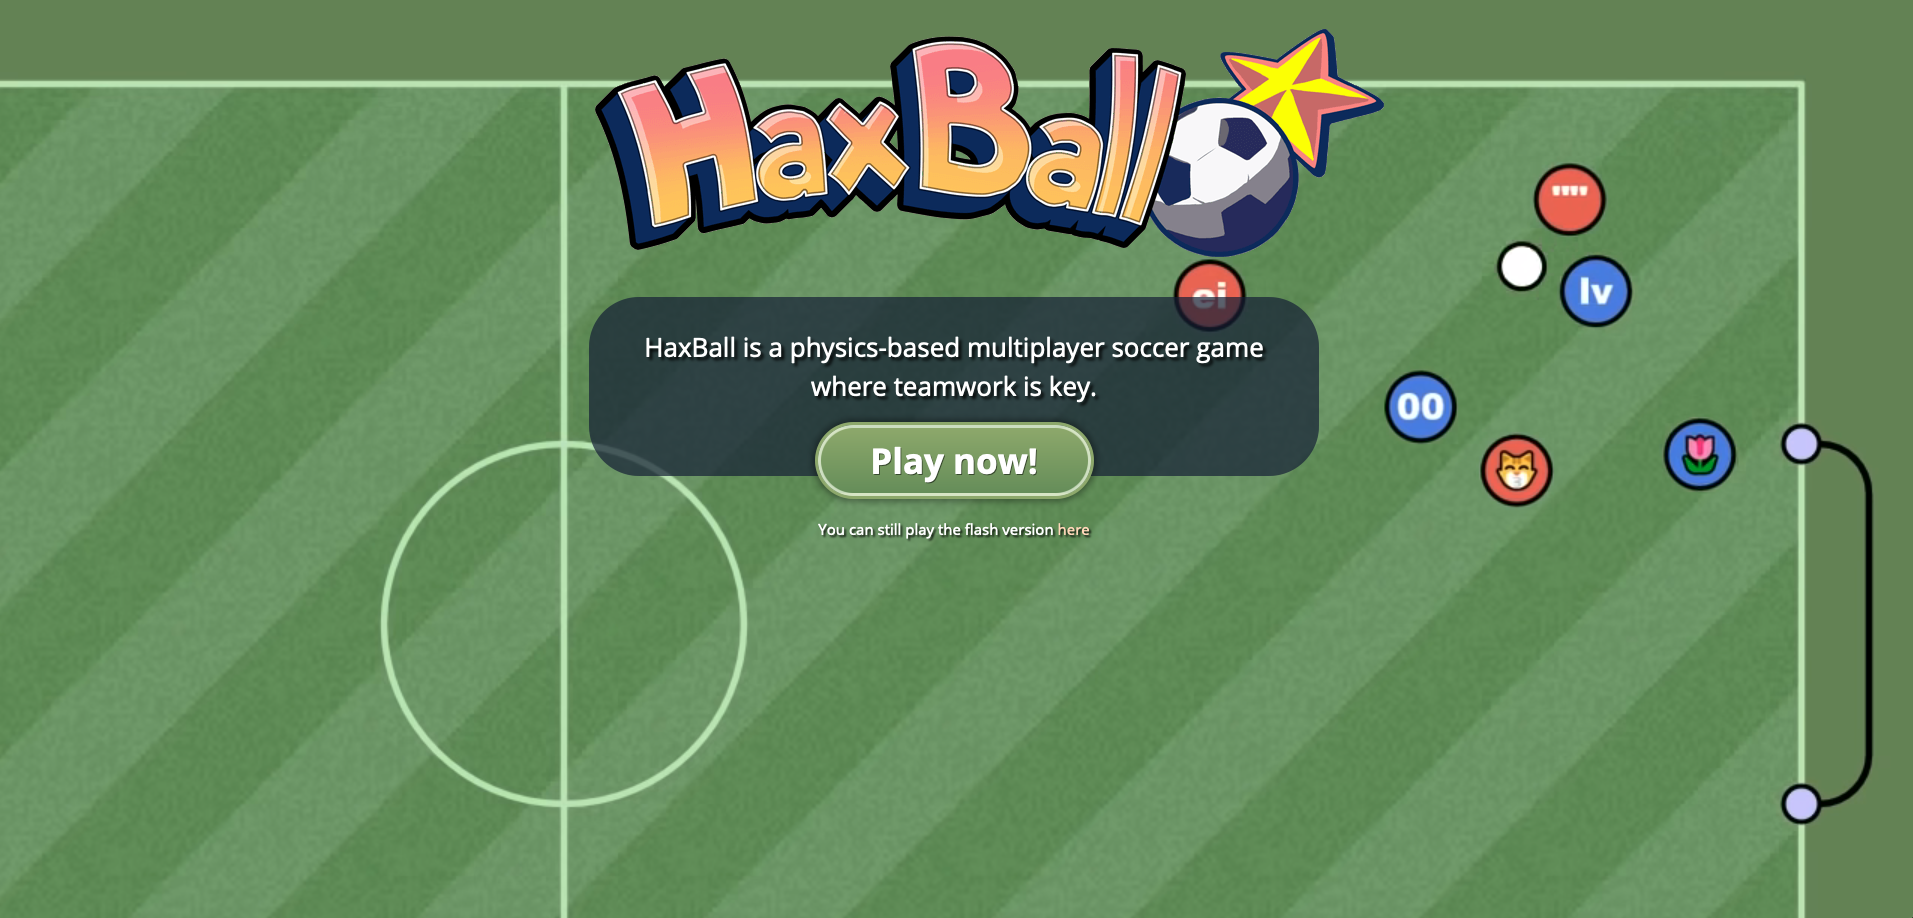 HaxBall
""
lv
ei
HaxBall is a physics-based multiplayer soccer game
where teamwork is key.
00
Play now!
You can still play the flash version here